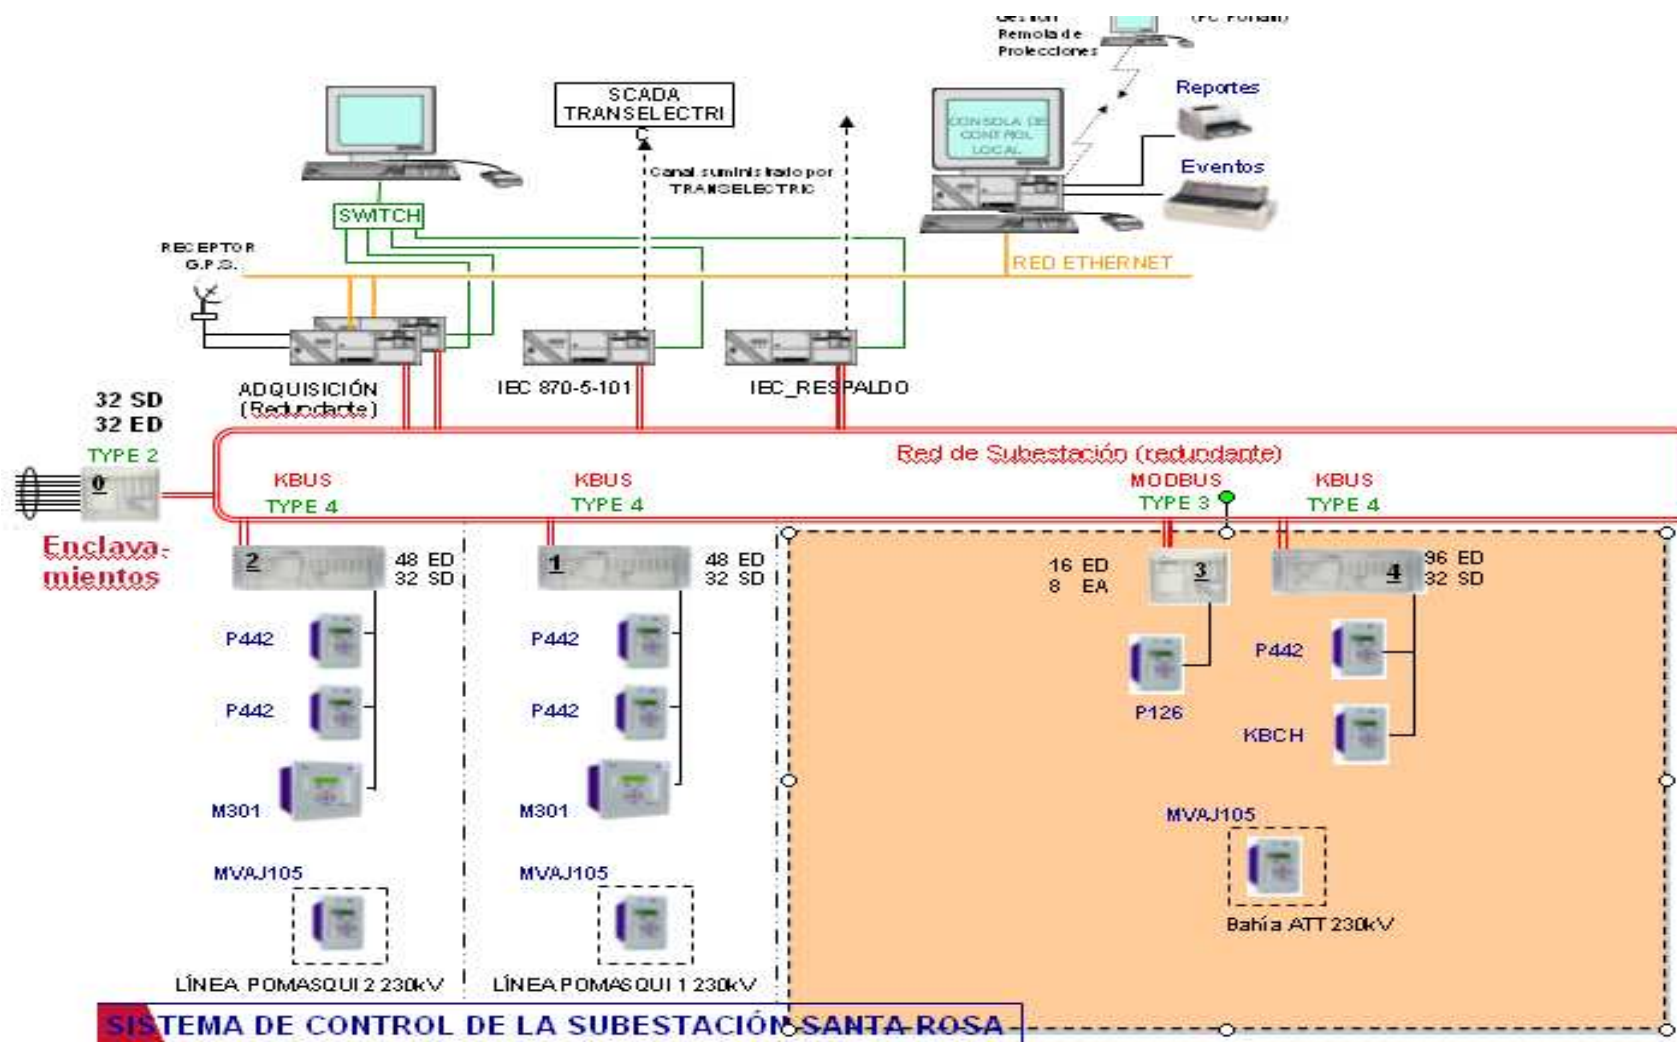 Remota de
Protecciones
(PC Portátil)
Reportes
SCADA
TRANSELECTRI
C
CONSOLA DE
CONTROL
LOCAL
Canal suministrado por
TRANSELECTRIC
Eventos
SWITCH
RECEPTOR
G.P.S.
RED ETHERNET
ADQUISICIÓN
(Redundante)
IEC 870-5-101
IEC_RESPALDO
32 SD
32 ED
TYPE 2
0
Enclava-
mientos
Red de Subestación (redundante)
KBUS
TYPE 4
KBUS
TYPE 4
MODBUS
TYPE 3
KBUS
TYPE 4
2
48 ED
32 SD
1
48 ED
32 SD
16 ED
8 EA
3
4
96 ED
32 SD
P442
P442
M301
MVAJ105
LÍNEA POMASQUI 2 230kV
P442
P442
M301
MVAJ105
LÍNEA POMASQUI 1 230kV
P126
P442
KBCH
MVAJ105
Bahía ATT 230kV
SISTEMA DE CONTROL DE LA SUBESTACIÓN SANTA ROSA